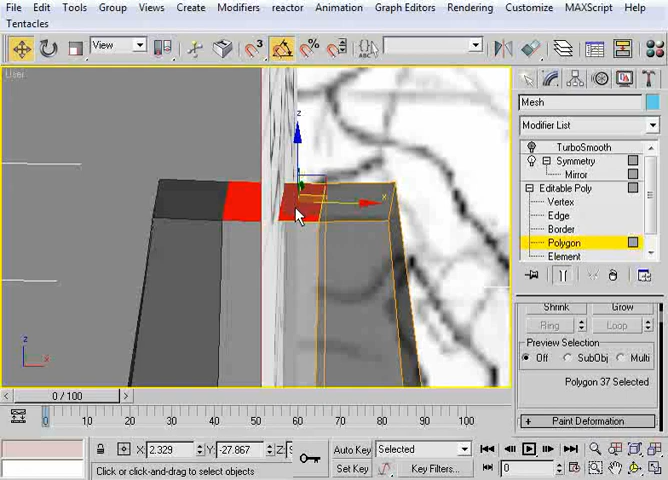 File Edit Tools Group Views Create Modifiers reactor Animation Graph Editors Rendering Customize MAXScript Help
Tentacles
View
3
%
ABC
User
z
x
z
x
Mesh
Modifier List
TurboSmooth
Symmetry
Mirror
Editable Poly
Vertex
Edge
Border
Polygon
Element
Shrink Grow
Ring Loop
Preview Selection
Off SubObj Multi
Polygon 37 Selected
Paint Deformation
0 / 100
0 10 20 30 40 50 60 70 80 90 100
X: 2.329 Y: -27.867 Z:
Auto Key Selected
Click or click-and-drag to select objects
Set Key Key Filters... 0